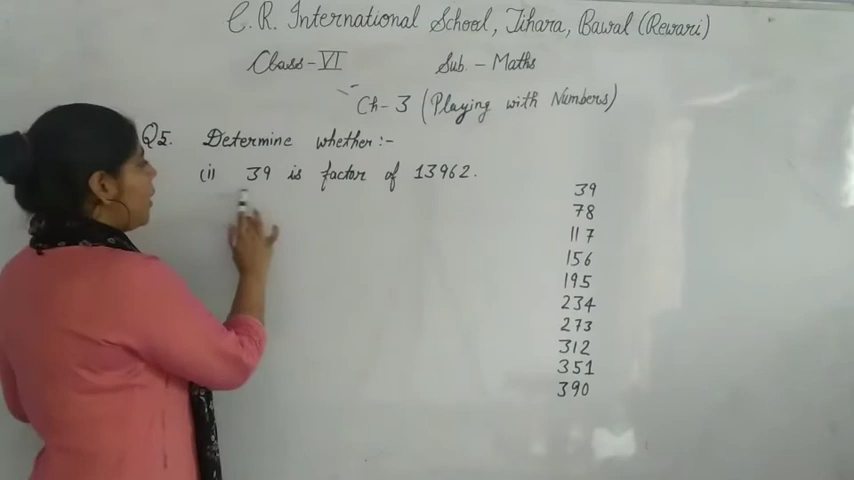 C. R. International School, Jihara, Bawal (Rewari)
Class - VI Sub. - Maths
Ch - 3 (Playing with Numbers)
Q5. Determine whether :-
(i) 39 is factor of 13962.
39
78
117
156
195
234
273
312
351
390